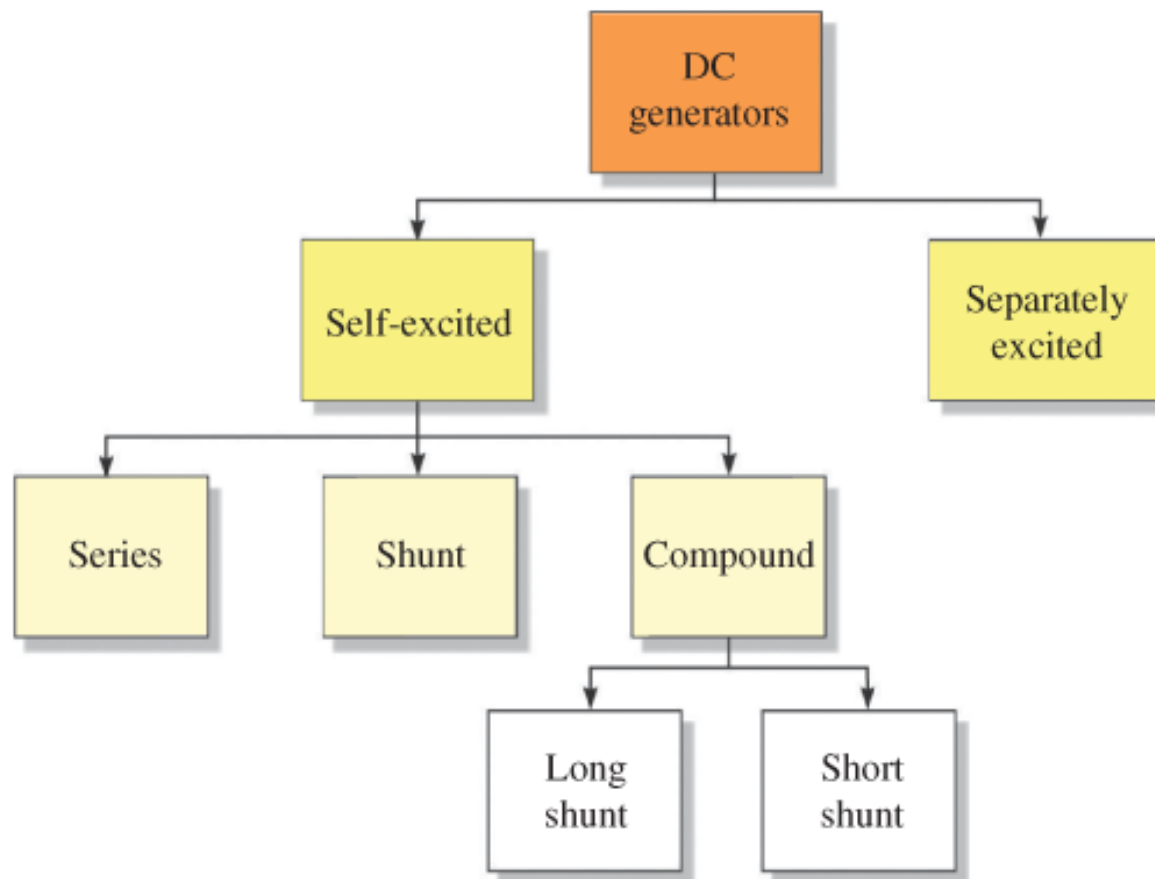 DC
generators
Self-excited
Separately
excited
Series
Shunt
Compound
Long
shunt
Short
shunt